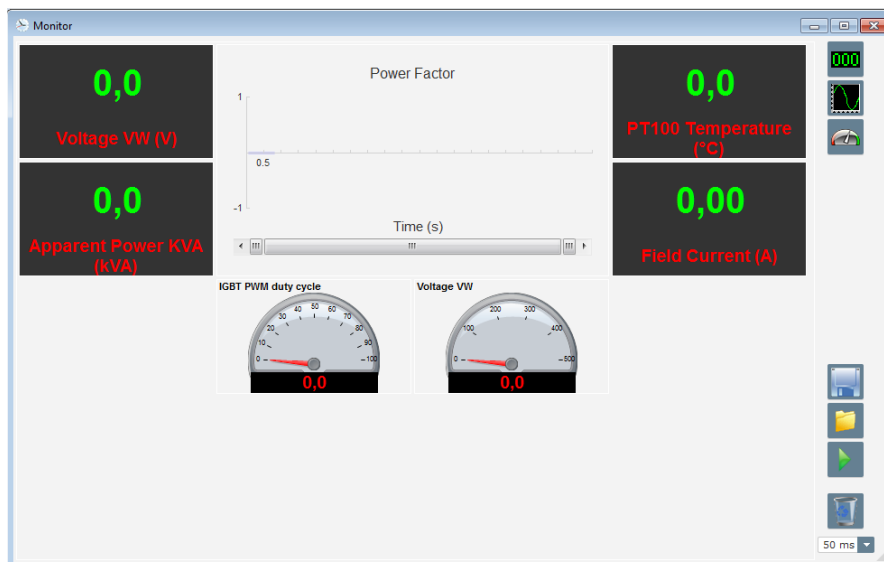 Monitor
0,0
Voltage VW (V)
Power Factor
1
0.5
-1
Time (s)
0,0
PT100 Temperature
(°C)
000
0,0
Apparent Power KVA
(kVA)
0,00
Field Current (A)
IGBT PWM duty cycle
0
10
20
30
40
50
60
70
80
90
100
0,0
Voltage VW
0
100
200
300
400
500
0,0
50 ms